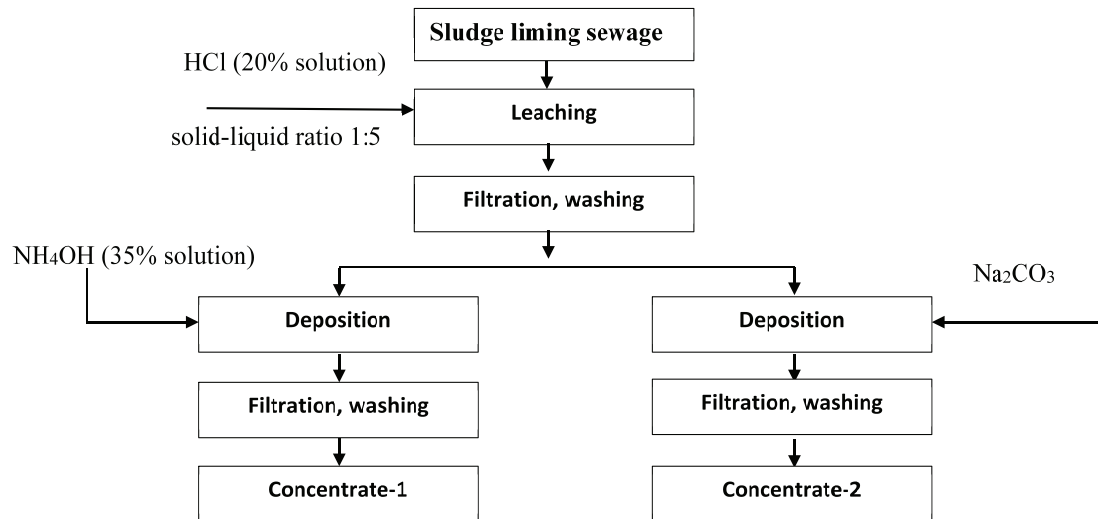 Sludge liming sewage
HCl (20% solution)
Leaching
solid-liquid ratio 1:5
Filtration, washing
NH₄OH (35% solution)
Na₂CO₃
Deposition
Deposition
Filtration, washing
Filtration, washing
Concentrate-1
Concentrate-2